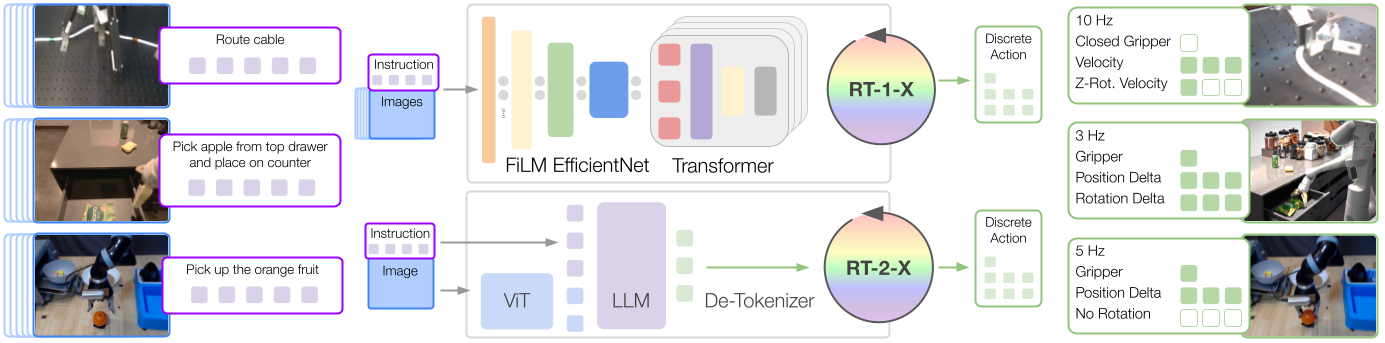 Route cable
Pick apple from top drawer
and place on counter
Pick up the orange fruit
Instruction
Images
FiLM EfficientNet
Transformer
RT-1-X
Discrete
Action
Instruction
Image
ViT
LLM
De-Tokenizer
RT-2-X
Discrete
Action
10 Hz
Closed Gripper
Velocity
Z-Rot. Velocity
3 Hz
Gripper
Position Delta
Rotation Delta
5 Hz
Gripper
Position Delta
No Rotation